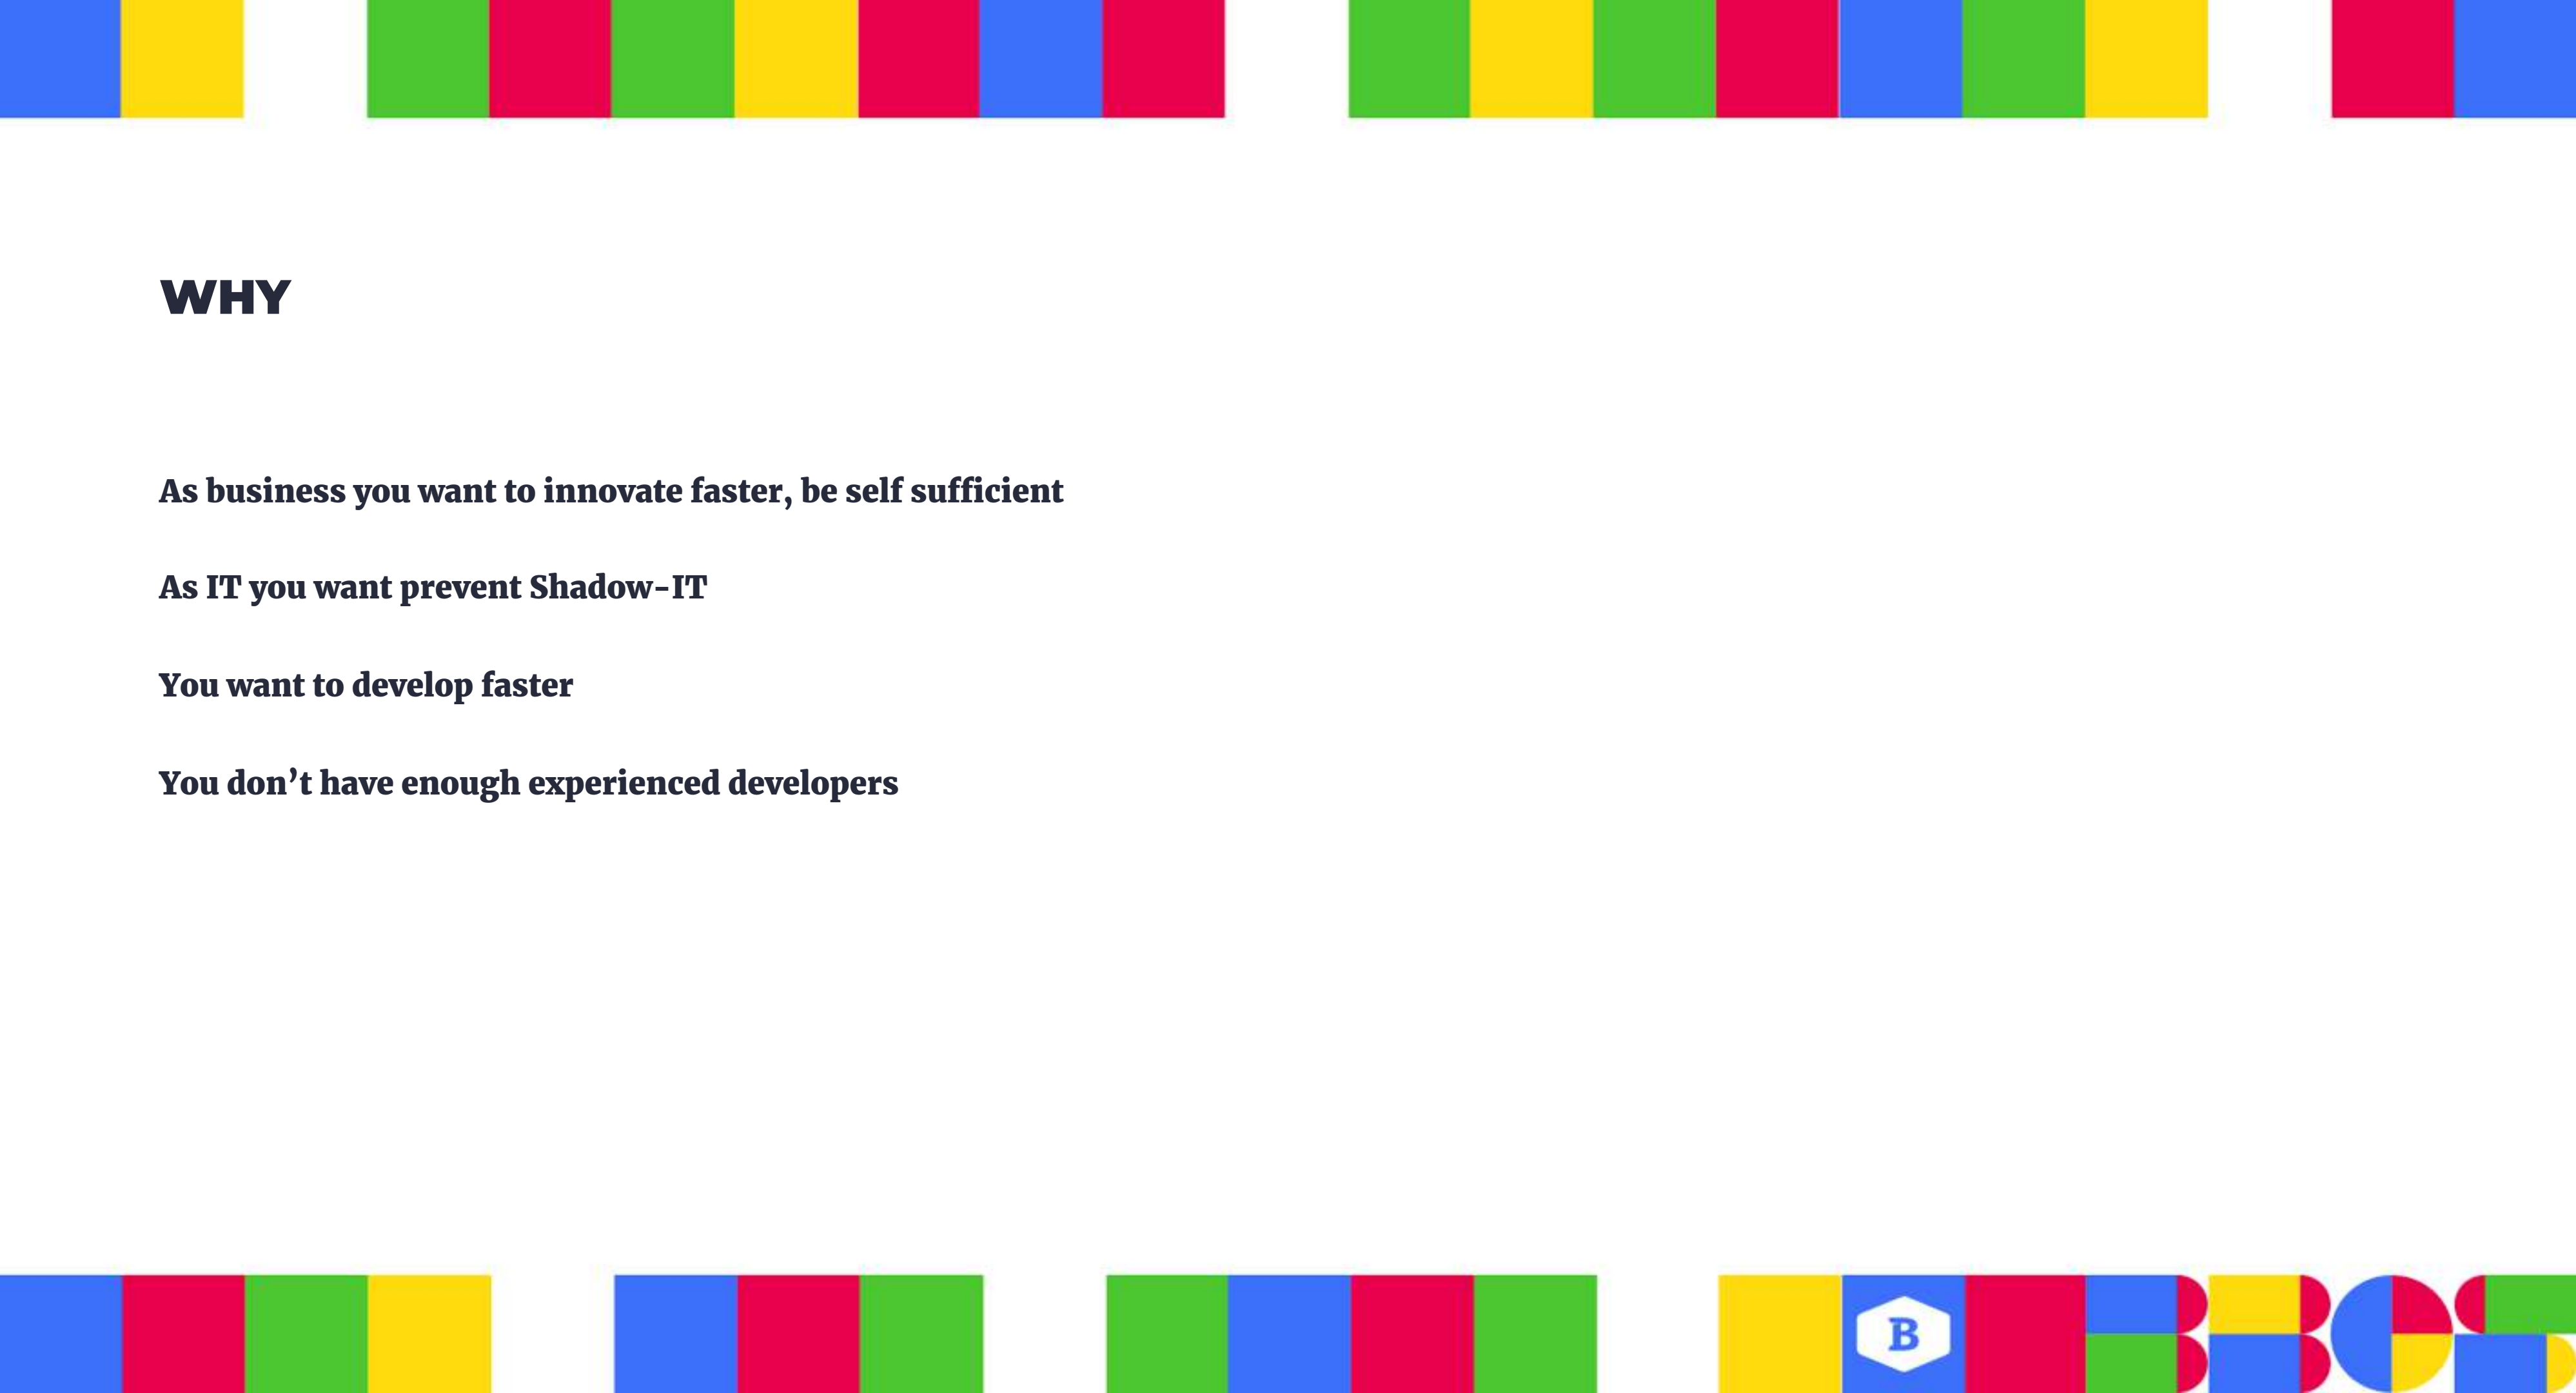 WHY
As business you want to innovate faster, be self sufficient
As IT you want prevent Shadow-IT
You want to develop faster
You don’t have enough experienced developers
B